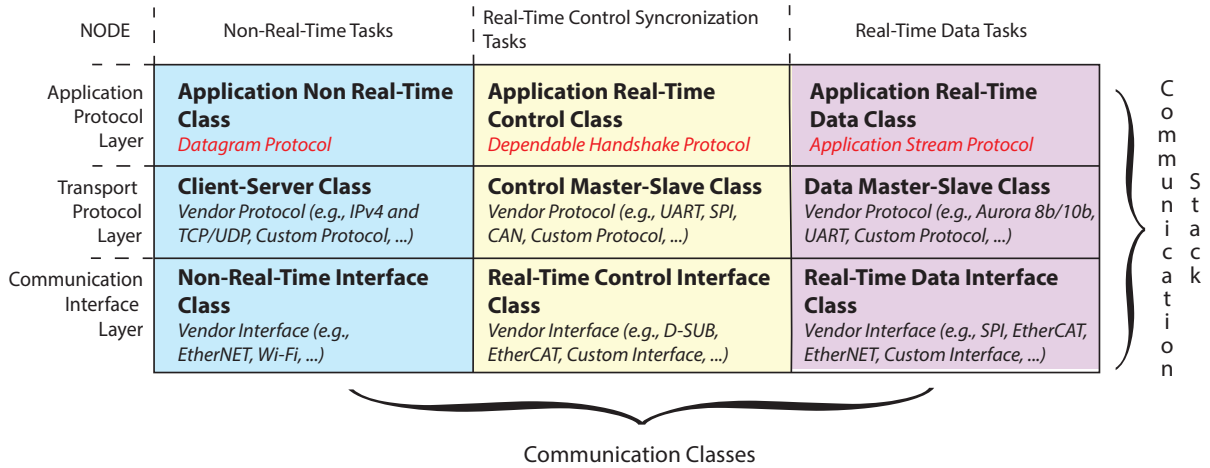 NODE
Non-Real-Time Tasks
Real-Time Control Syncronization
Tasks
Real-Time Data Tasks
Application
Protocol
Layer
Application Non Real-Time
Class
Datagram Protocol
Application Real-Time
Control Class
Dependable Handshake Protocol
Application Real-Time
Data Class
Application Stream Protocol
Transport
Protocol
Layer
Client-Server Class
Vendor Protocol (e.g., IPv4 and
TCP/UDP, Custom Protocol, ...)
Control Master-Slave Class
Vendor Protocol (e.g., UART, SPI,
CAN, Custom Protocol, ...)
Data Master-Slave Class
Vendor Protocol (e.g., Aurora 8b/10b,
UART, Custom Protocol, ...)
Communication
Interface
Layer
Non-Real-Time Interface
Class
Vendor Interface (e.g.,
EtherNET, Wi-Fi, ...)
Real-Time Control Interface
Class
Vendor Interface (e.g., D-SUB,
EtherCAT, Custom Interface, ...)
Real-Time Data Interface
Class
Vendor Interface (e.g., SPI, EtherCAT,
EtherNET, Custom Interface, ...)
Communication
Stack
Communication Classes